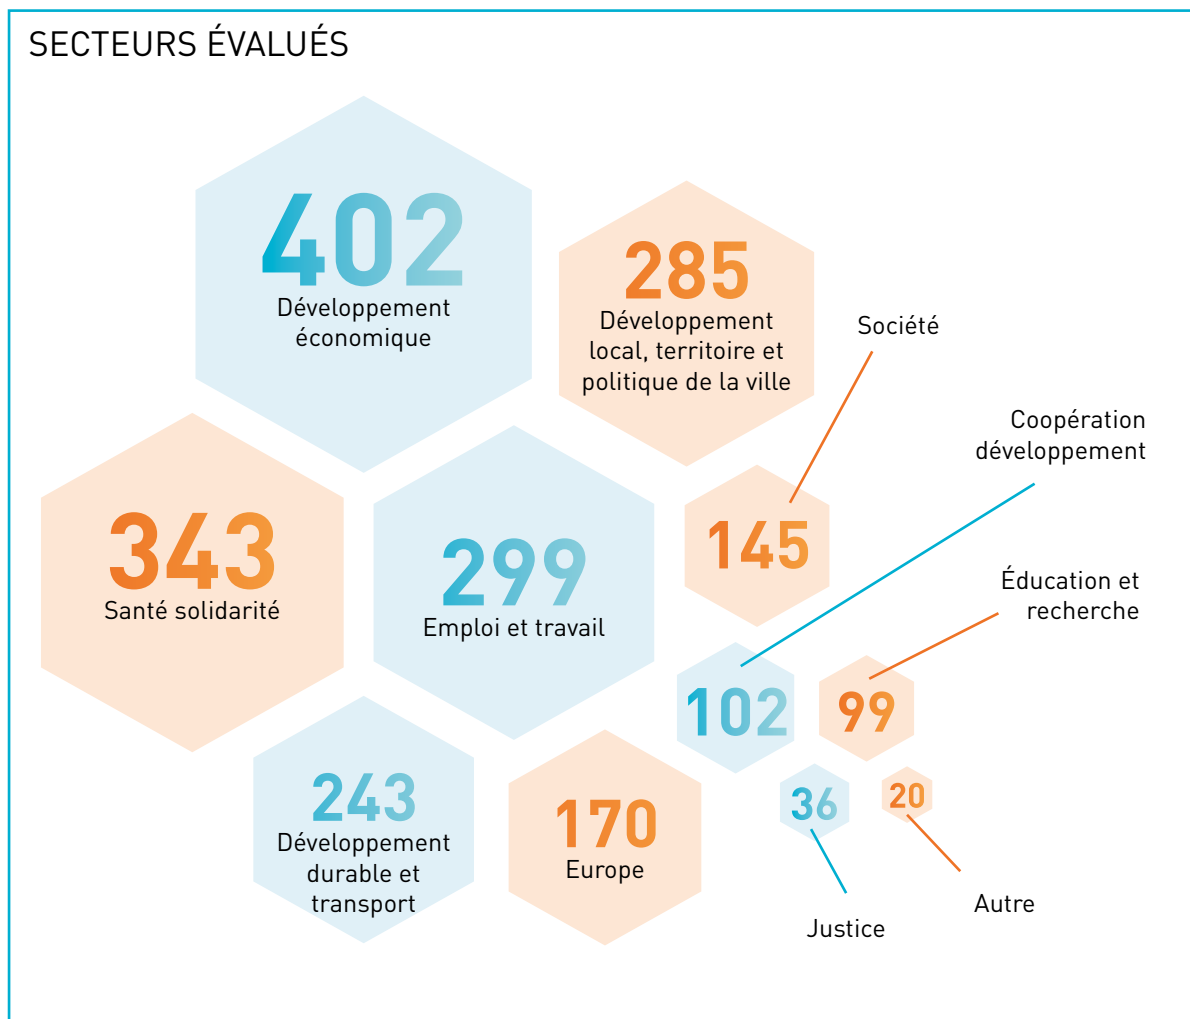 SECTEURS ÉVALUÉS
402
Développement
économique
285
Développement
local, territoire et
politique de la ville
Société
145
Coopération
développement
102
343
Santé solidarité
299
Emploi et travail
Éducation et
recherche
99
243
Développement
durable et
transport
170
Europe
36
Justice
20
Autre